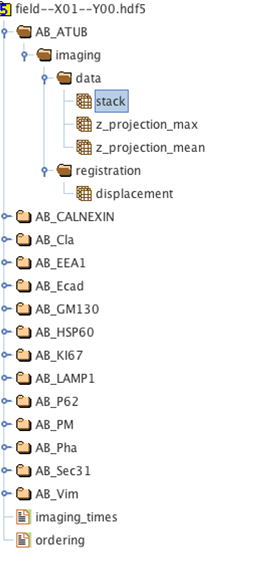 field--X01--Y00.hdf5
AB_ATUB
imaging
data
stack
z_projection_max
z_projection_mean
registration
displacement
AB_CALNEXIN
AB_Cla
AB_EEA1
AB_Ecad
AB_GM130
AB_HSP60
AB_KI67
AB_LAMP1
AB_P62
AB_PM
AB_Pha
AB_Sec31
AB_Vim
imaging_times
ordering